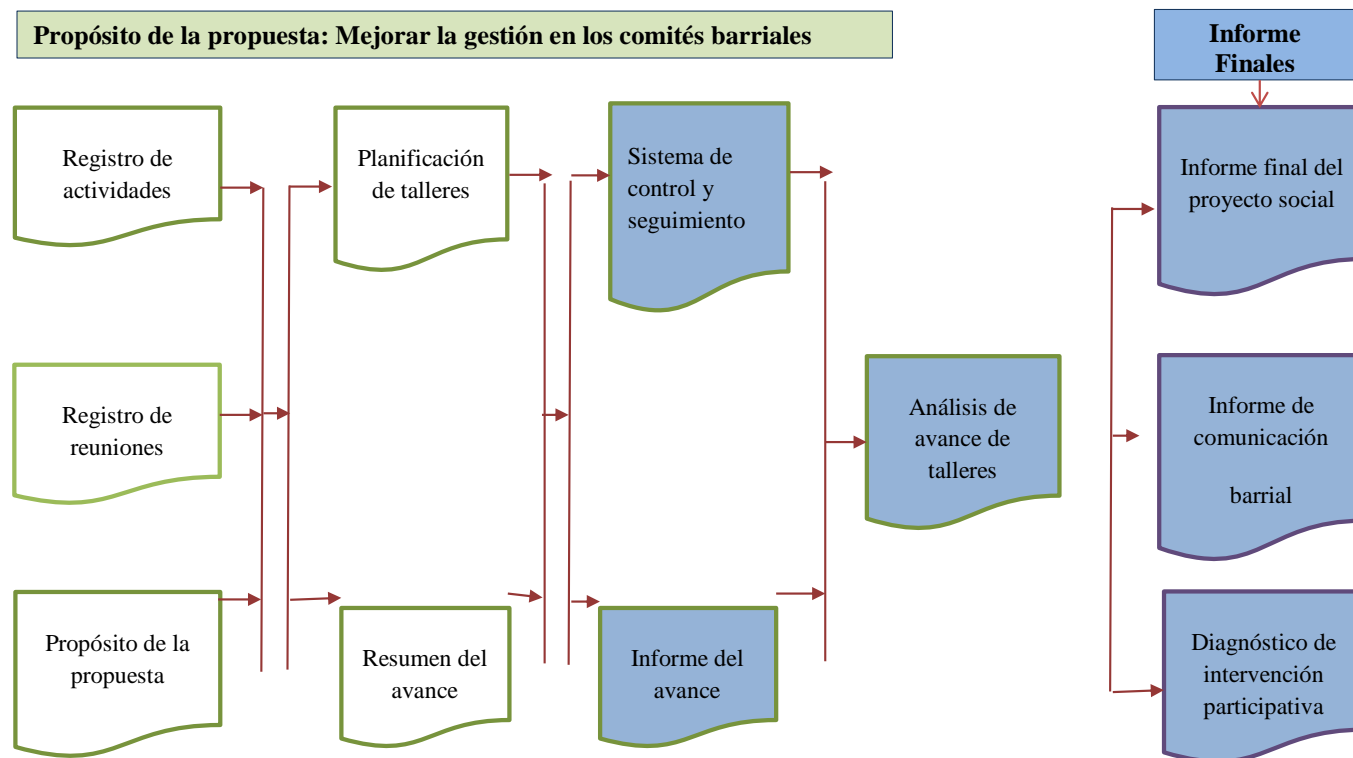 Propósito de la propuesta: Mejorar la gestión en los comités barriales
Informe
Finales
Registro de
actividades
Planificación
de talleres
Sistema de
control y
seguimiento
Informe final del
proyecto social
Registro de
reuniones
Análisis de
avance de
talleres
Informe de
comunicación
barrial
Propósito de la
propuesta
Resumen del
avance
Informe del
avance
Diagnóstico de
intervención
participativa